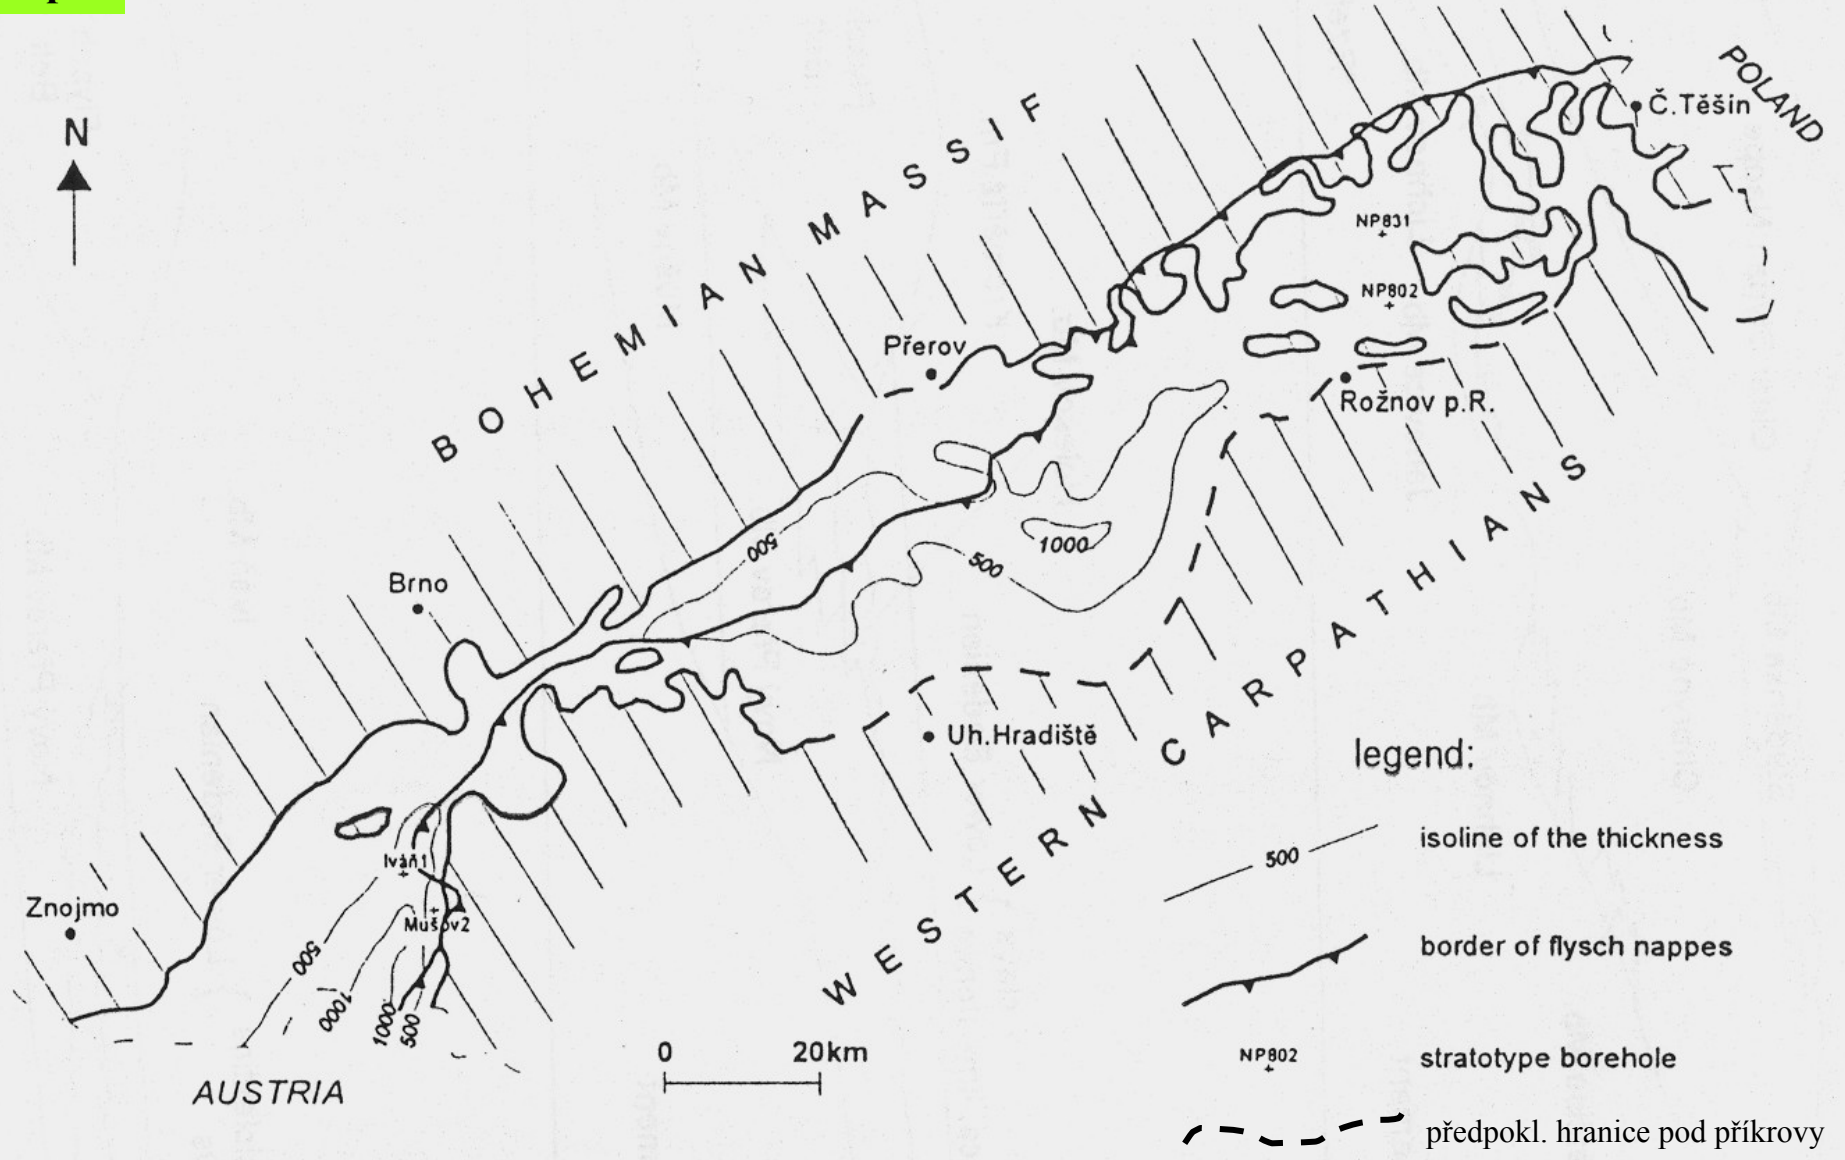 N
POLAND
Č.Těšín
BOHEMIAN MASSIF
NP831
NP802
Přerov
Rožnov p.R.
500
1000
500
Brno
Uh.Hradiště
WESTERN CARPATHIANS
Iváň1
Mušov2
Znojmo
500
1000
1000
500
AUSTRIA
0 20km
legend:
500 isoline of the thickness
border of flysch nappes
NP802 stratotype borehole
předpokl. hranice pod příkrovy